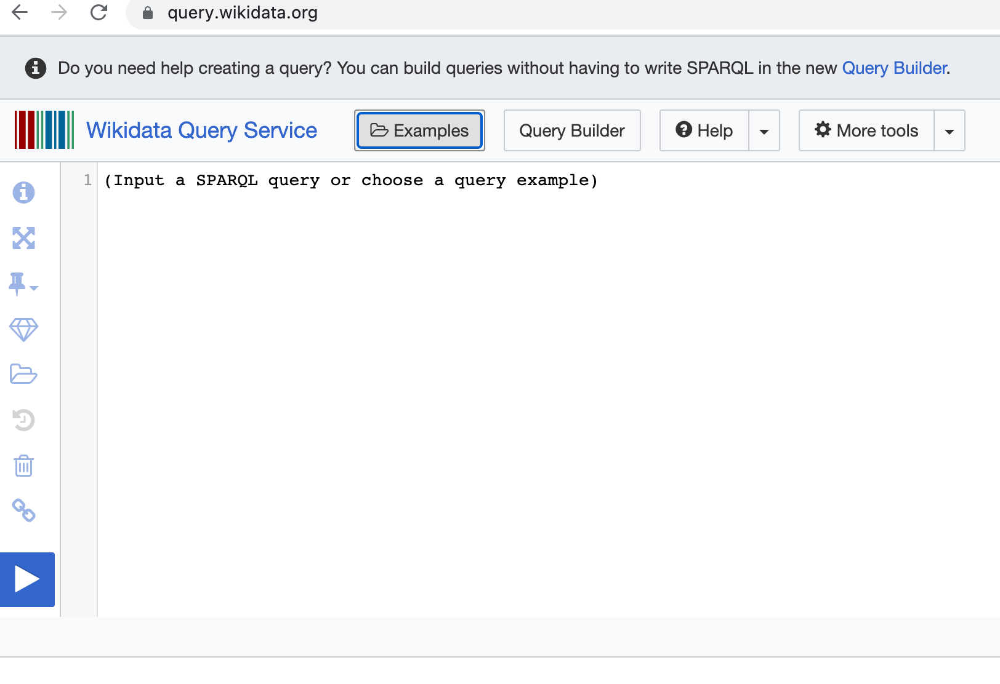 query.wikidata.org
Do you need help creating a query? You can build queries without having to write SPARQL in the new Query Builder.
Wikidata Query Service
Examples
Query Builder
Help
More tools
1 (Input a SPARQL query or choose a query example)